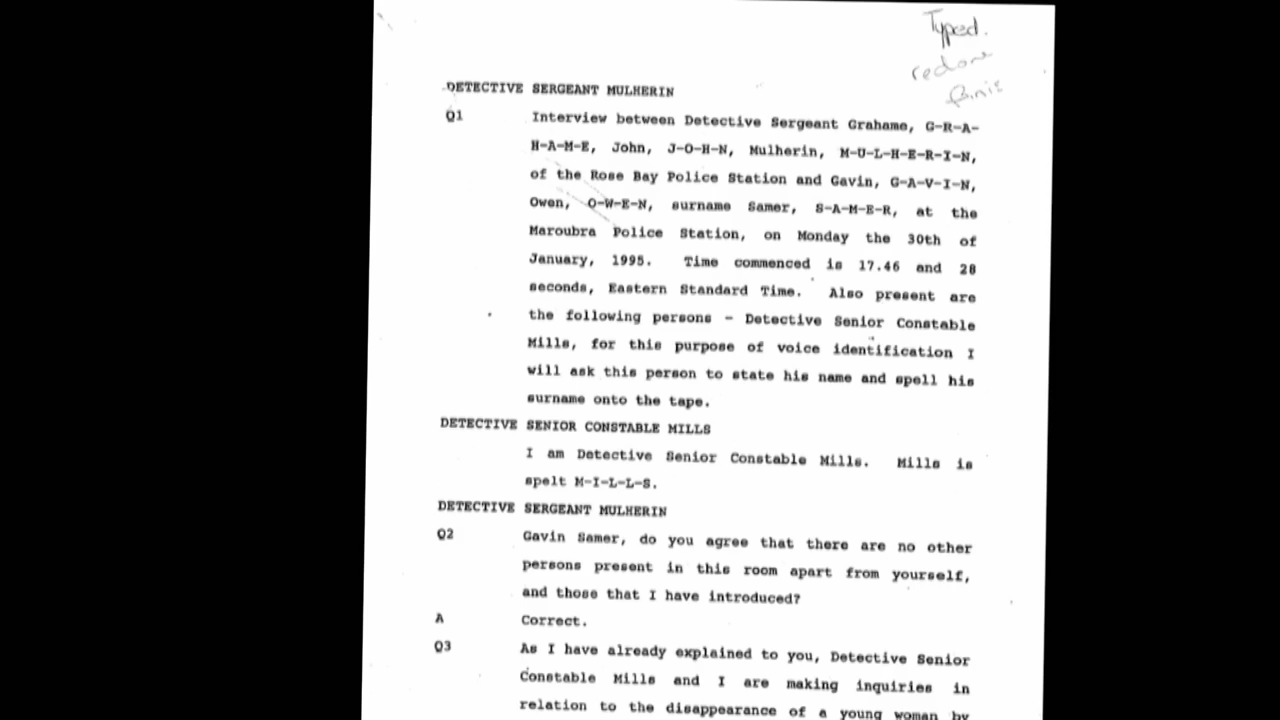 Typed.
redone
DETECTIVE SERGEANT MULHERIN
Q1 Interview between Detective Sergeant Grahame, G-R-A-
H-A-M-E, John, J-O-H-N, Mulherin, M-U-L-H-E-R-I-N,
of the Rose Bay Police Station and Gavin, G-A-V-I-N,
Owen, O-W-E-N, surname Samer, S-A-M-E-R, at the
Maroubra Police Station, on Monday the 30th of
January, 1995. Time commenced is 17.46 and 28
seconds, Eastern Standard Time. Also present are
the following persons - Detective Senior Constable
Mills, for this purpose of voice identification I
will ask this person to state his name and spell his
surname onto the tape.
DETECTIVE SENIOR CONSTABLE MILLS
I am Detective Senior Constable Mills. Mills is
spelt M-I-L-L-S.
DETECTIVE SERGEANT MULHERIN
Q2 Gavin Samer, do you agree that there are no other
persons present in this room apart from yourself,
and those that I have introduced?
A Correct.
Q3 As I have already explained to you, Detective Senior
Constable Mills and I are making inquiries in
relation to the disappearance of a young woman by